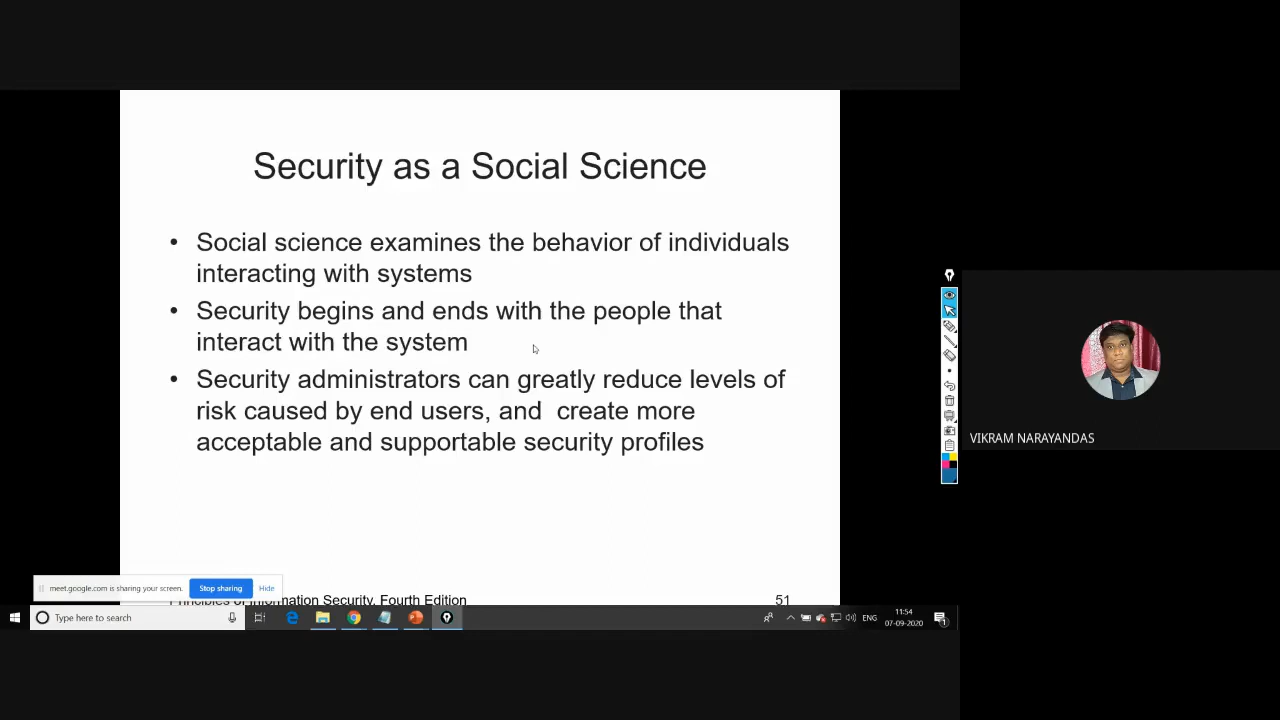 Security as a Social Science
• Social science examines the behavior of individuals
interacting with systems
• Security begins and ends with the people that
interact with the system
• Security administrators can greatly reduce levels of
risk caused by end users, and create more
acceptable and supportable security profiles
VIKRAM NARAYANDAS
meet.google.com is sharing your screen.
Stop sharing
Hide
Principles of Information Security, Fourth Edition
51
Type here to search
ENG
11:54
07-09-2020
1